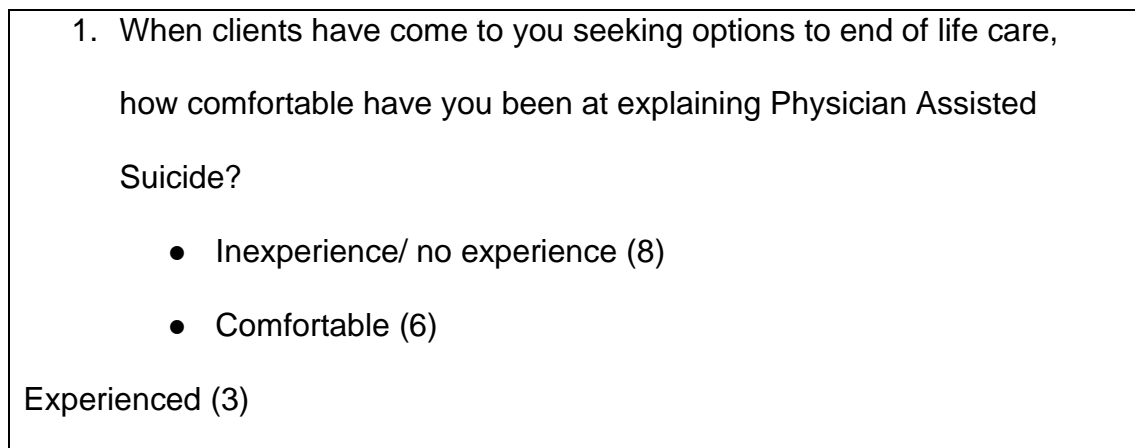 1. When clients have come to you seeking options to end of life care,
how comfortable have you been at explaining Physician Assisted
Suicide?
● Inexperience/ no experience (8)
● Comfortable (6)
Experienced (3)